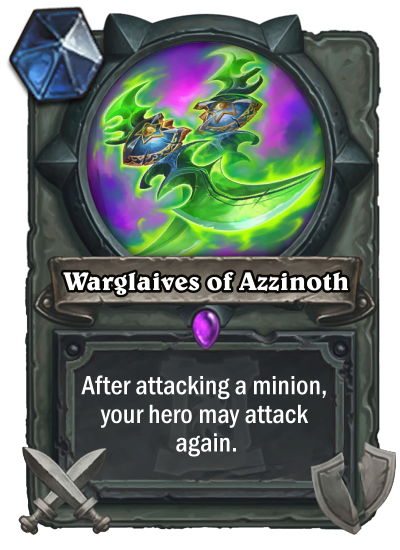 Warglaives of Azzinoth
After attacking a minion,
your hero may attack
again.